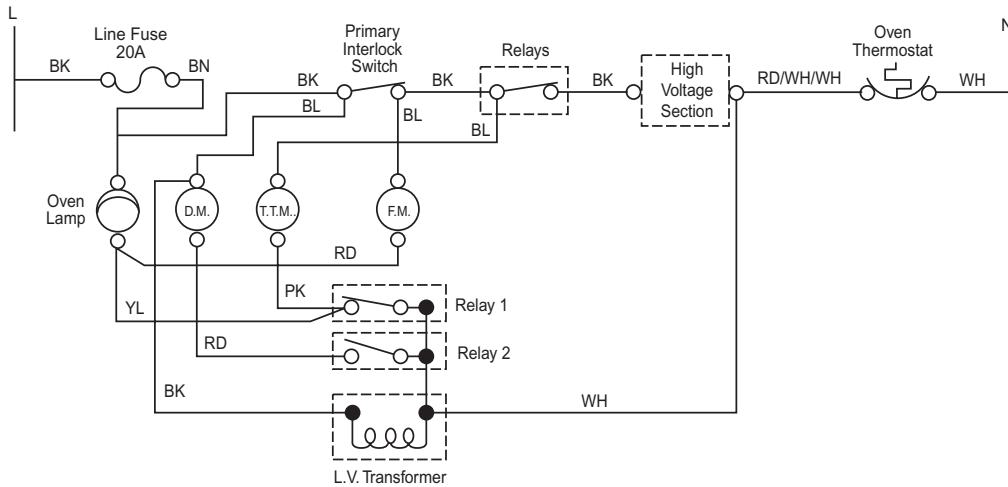 L
N
Line Fuse
20A
Primary
Interlock
Switch
Relays
Oven
Thermostat
BK
BN
BK
BK
BK
High
Voltage
Section
RD/WH/WH
WH
BL
BL
BL
Oven
Lamp
D.M.
T.T.M..
F.M.
RD
YL
PK
Relay 1
RD
Relay 2
BK
WH
L.V. Transformer